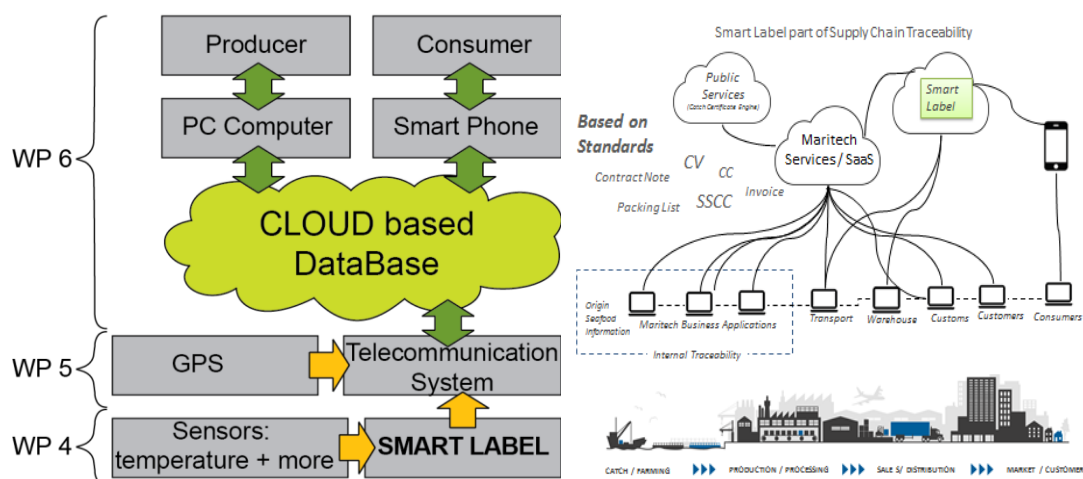 Producer
Consumer
PC Computer
Smart Phone
WP 6
CLOUD based
DataBase
WP 5
GPS
Telecommunication
System
WP 4
Sensors:
temperature + more
SMART LABEL
Smart Label part of Supply Chain Traceability
Public
Services
(Catch Certificate Engine)
Smart
Label
Based on
Standards
Maritech
Services/ SaaS
CV
CC
Contract Note
Invoice
Packing List
SSCC
Origin
Seafood
Information
Maritech Business Applications
Transport
Warehouse
Customs
Customers
Consumers
Internal Traceability
CATCH / FARMING
PRODUCTION / PROCESSING
SALE S/ DISTRIBUTION
MARKET / CUSTOMER